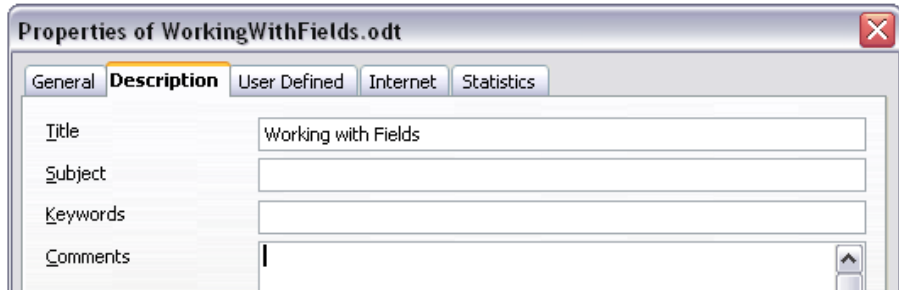 Properties of WorkingWithFields.odt
General Description User Defined Internet Statistics
Title Working with Fields
Subject
Keywords
Comments